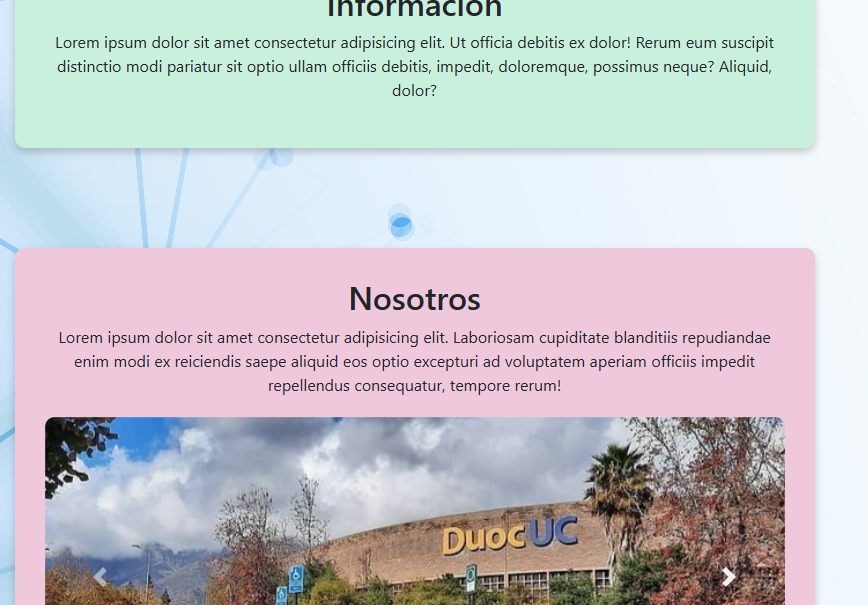 Información
Lorem ipsum dolor sit amet consectetur adipisicing elit. Ut officia debitis ex dolor! Rerum eum suscipit
distinctio modi pariatur sit optio ullam officiis debitis, impedit, doloremque, possimus neque? Aliquid,
dolor?
Nosotros
Lorem ipsum dolor sit amet consectetur adipisicing elit. Laboriosam cupiditate blanditiis repudiandae
enim modi ex reiciendis saepe aliquid eos optio excepturi ad voluptatem aperiam officiis impedit
repellendus consequatur, tempore rerum!
DuocUC